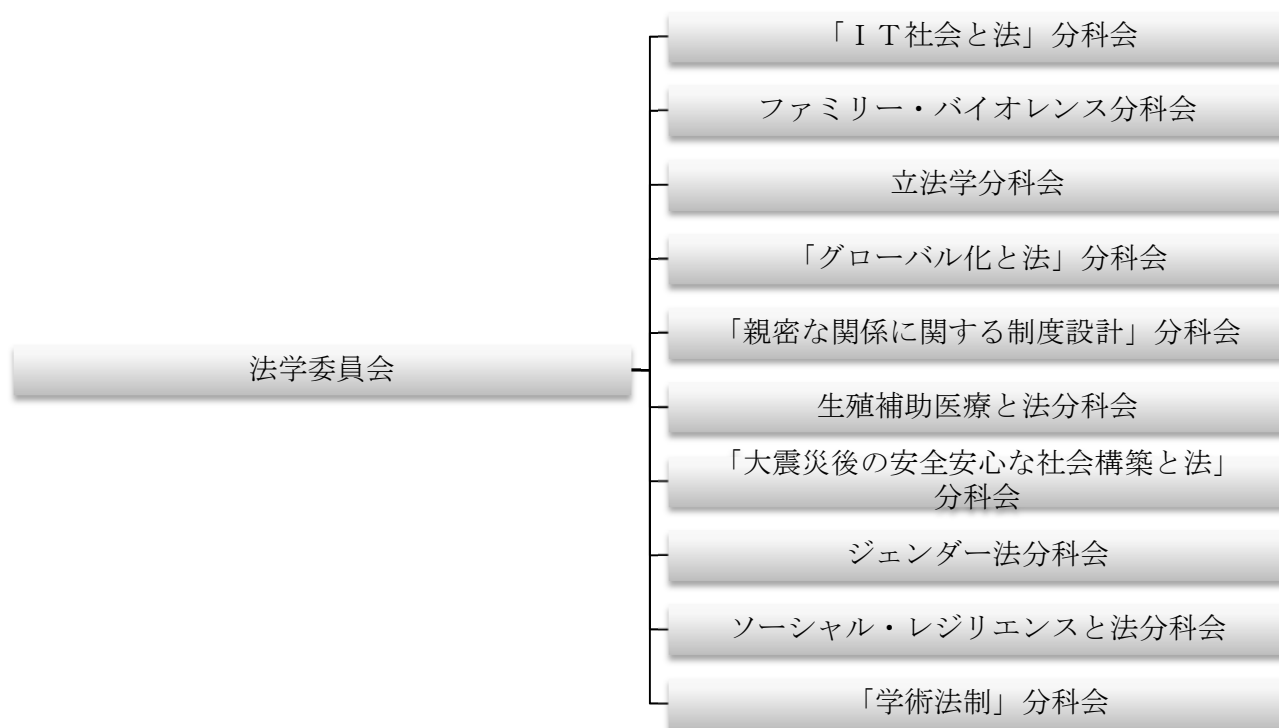 「ＩＴ社会と法」分科会
ファミリー・バイオレンス分科会
立法学分科会
「グローバル化と法」分科会
「親密な関係に関する制度設計」分科会
法学委員会
生殖補助医療と法分科会
「大震災後の安全安心な社会構築と法」
分科会
ジェンダー法分科会
ソーシャル・レジリエンスと法分科会
「学術法制」分科会